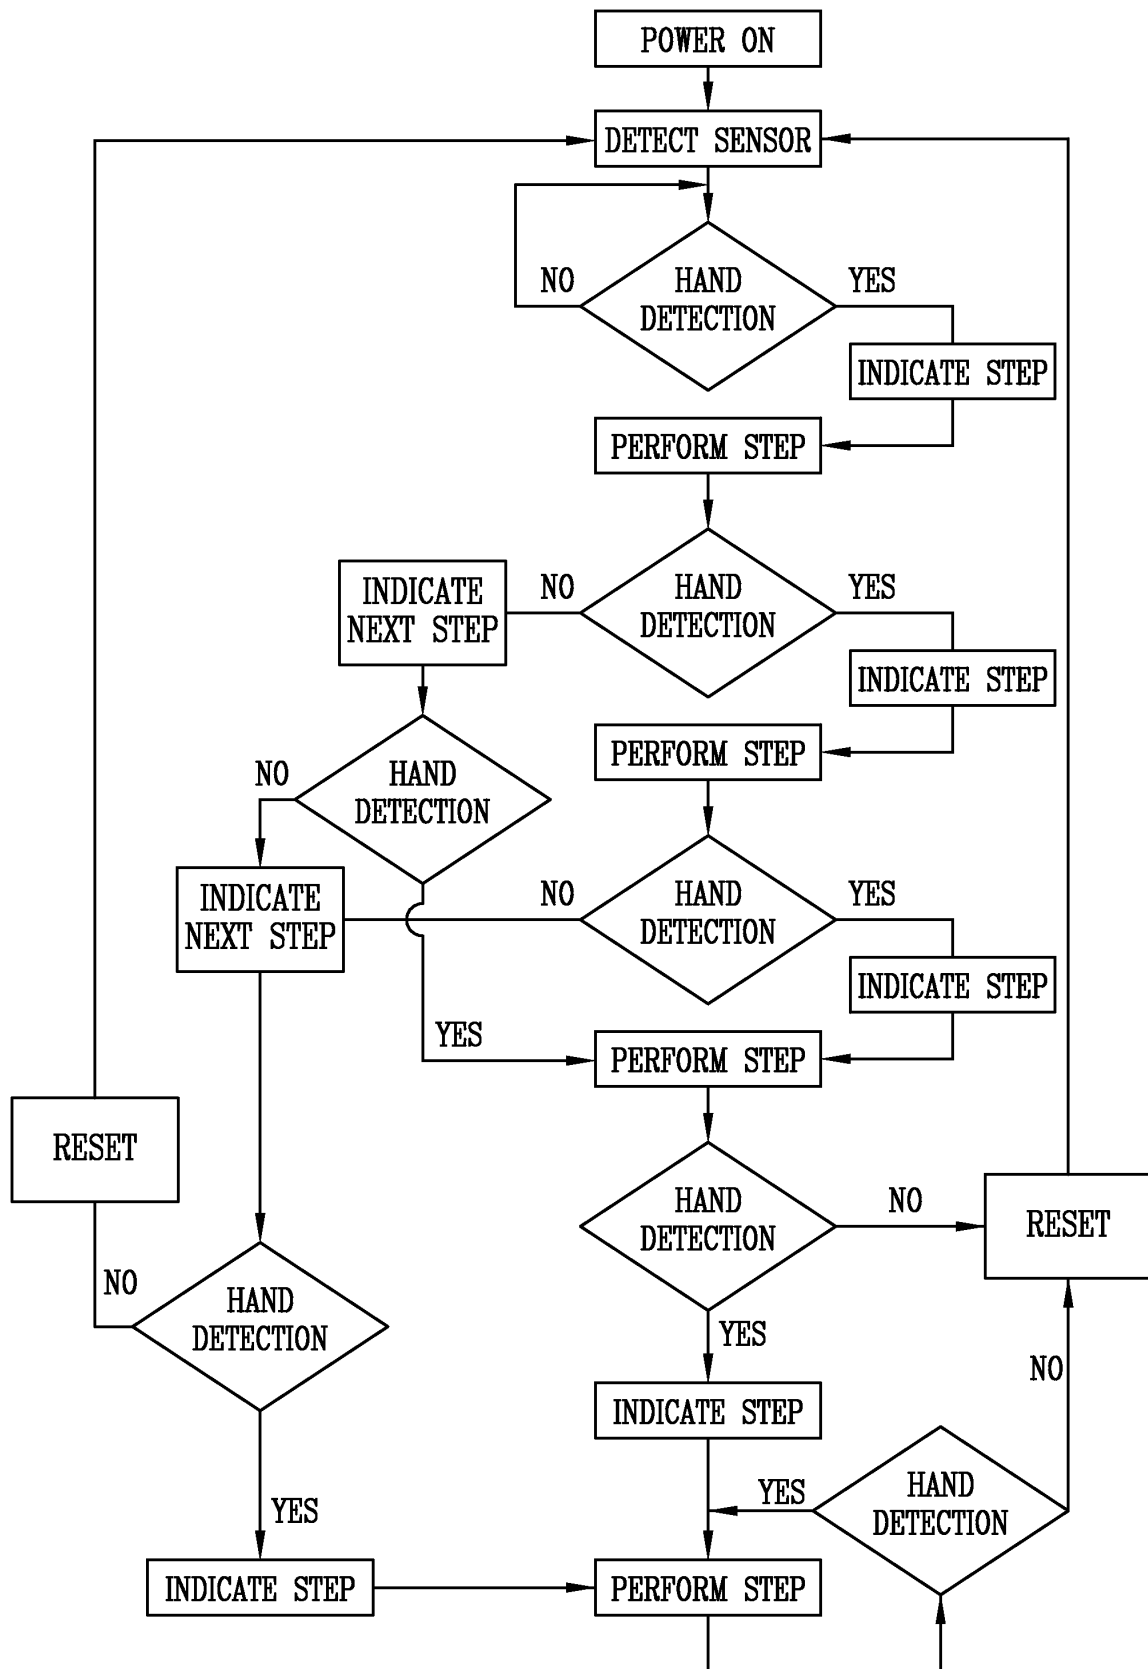 POWER ON
DETECT SENSOR
NO
HAND
DETECTION
YES
INDICATE STEP
PERFORM STEP
INDICATE
NEXT STEP
NO
HAND
DETECTION
YES
INDICATE STEP
PERFORM STEP
NO
HAND
DETECTION
INDICATE
NEXT STEP
NO
HAND
DETECTION
YES
INDICATE STEP
YES
PERFORM STEP
RESET
HAND
DETECTION
NO
RESET
NO
HAND
DETECTION
YES
NO
INDICATE STEP
YES
YES
HAND
DETECTION
INDICATE STEP
PERFORM STEP